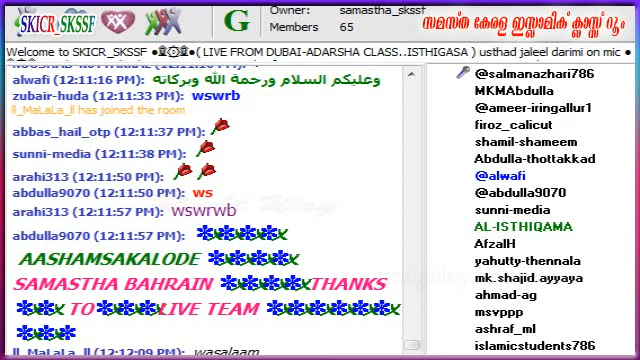 SKICR_SKSSF
G
Owner: samastha_skssf
Members 65
സമസ്ത കേരള ഇസ്ലാമിക് ക്ലാസ്സ് റൂം
Welcome to SKICR_SKSSF ●۩۞۩●( LIVE FROM DUBAI-ADARSHA CLASS..ISTHIGASA ) usthad jaleel darimi on mic ●
alwafi (12:11:16 PM): وعليكم السلام ورحمة الله وبركاته
zubair-huda (12:11:33 PM): wswrb
ll_MaLaLa_ll has joined the room
abbas_hail_otp (12:11:37 PM):
sunni-media (12:11:38 PM):
arahi313 (12:11:50 PM):
abdulla9070 (12:11:50 PM): ws
arahi313 (12:11:57 PM): wswrwb
abdulla9070 (12:11:57 PM):
AASHAMSAKALODE
SAMASTHA BAHRAIN THANKS
TO LIVE TEAM
ll_MaLaLa_ll (12:12:09 PM): wasalaam
@salmanazhari786
MKMAbdulla
@ameer-iringallur1
firoz_calicut
shamil-shameem
Abdulla-thottakkad
@alwafi
@abdulla9070
sunni-media
AL-ISTHIQAMA
AfzalH
yahutty-thennala
mk.shajid.ayyaya
ahmad-ag
msvppp
ashraf_ml
islamicstudents786